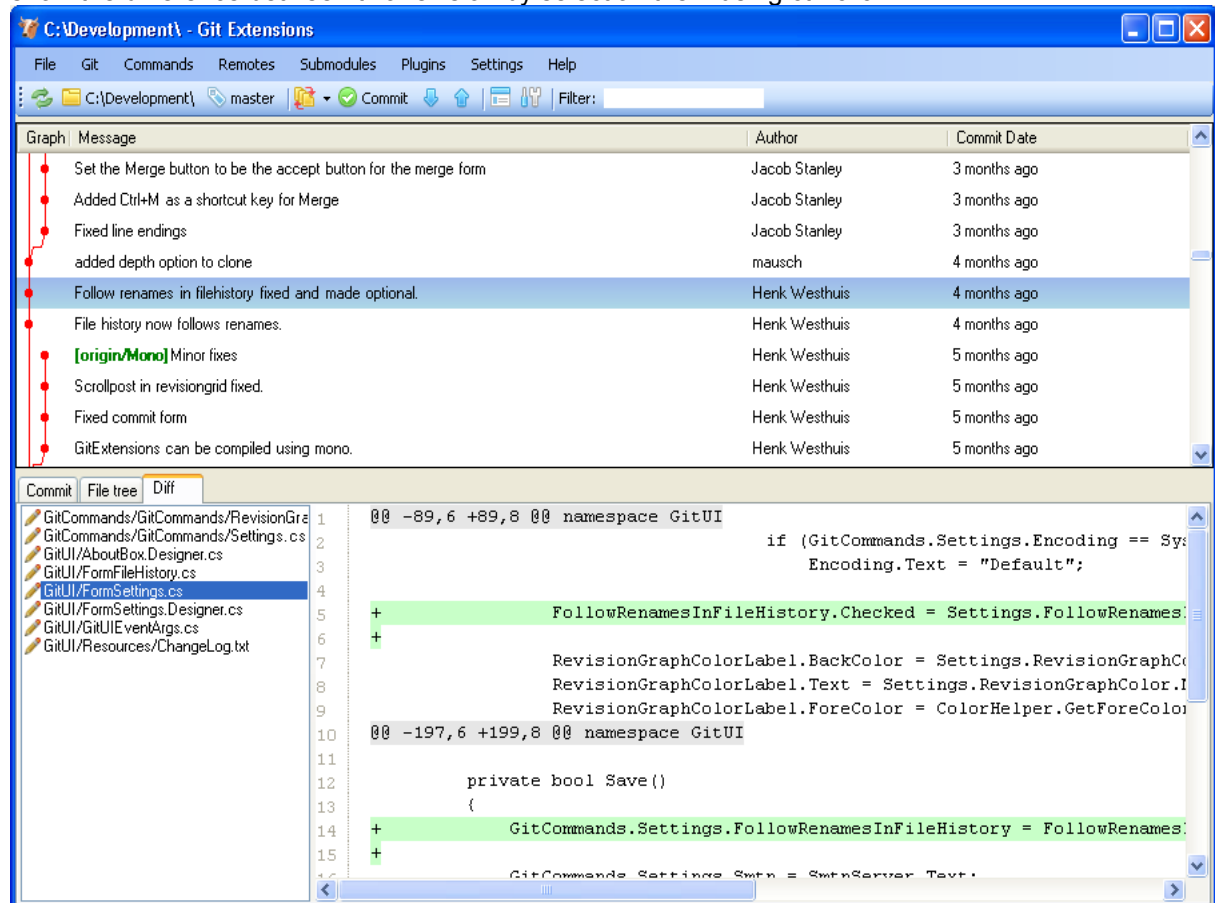 C:\Development\ - Git Extensions
File Git Commands Remotes Submodules Plugins Settings Help
C:\Development\ master Commit Filter:
Graph Message Author Commit Date
Set the Merge button to be the accept button for the merge form Jacob Stanley 3 months ago
Added Ctrl+M as a shortcut key for Merge Jacob Stanley 3 months ago
Fixed line endings Jacob Stanley 3 months ago
added depth option to clone mausch 4 months ago
Follow renames in filehistory fixed and made optional. Henk Westhuis 4 months ago
File history now follows renames. Henk Westhuis 4 months ago
[origin/Mono] Minor fixes Henk Westhuis 5 months ago
Scrollpost in revisiongrid fixed. Henk Westhuis 5 months ago
Fixed commit form Henk Westhuis 5 months ago
GitExtensions can be compiled using mono. Henk Westhuis 5 months ago
Commit File tree Diff
GitCommands/GitCommands/RevisionGra
GitCommands/GitCommands/Settings.cs
GitUI/AboutBox.Designer.cs
GitUI/FormFileHistory.cs
GitUI/FormSettings.cs
GitUI/FormSettings.Designer.cs
GitUI/GitUIEventArgs.cs
GitUI/Resources/ChangeLog.txt
1 @@ -89,6 +89,8 @@ namespace GitUI
2 if (GitCommands.Settings.Encoding == Sys
3 Encoding.Text = "Default";
4
5 + FollowRenamesInFileHistory.Checked = Settings.FollowRenamesI
6 +
7 RevisionGraphColorLabel.BackColor = Settings.RevisionGraphCo
8 RevisionGraphColorLabel.Text = Settings.RevisionGraphColor.N
9 RevisionGraphColorLabel.ForeColor = ColorHelper.GetForeColor
10 @@ -197,6 +199,8 @@ namespace GitUI
11
12 private bool Save()
13 {
14 + GitCommands.Settings.FollowRenamesInFileHistory = FollowRenamesI
15 +
16 GitCommands.Settings.Smtp = SmtpServer.Text;